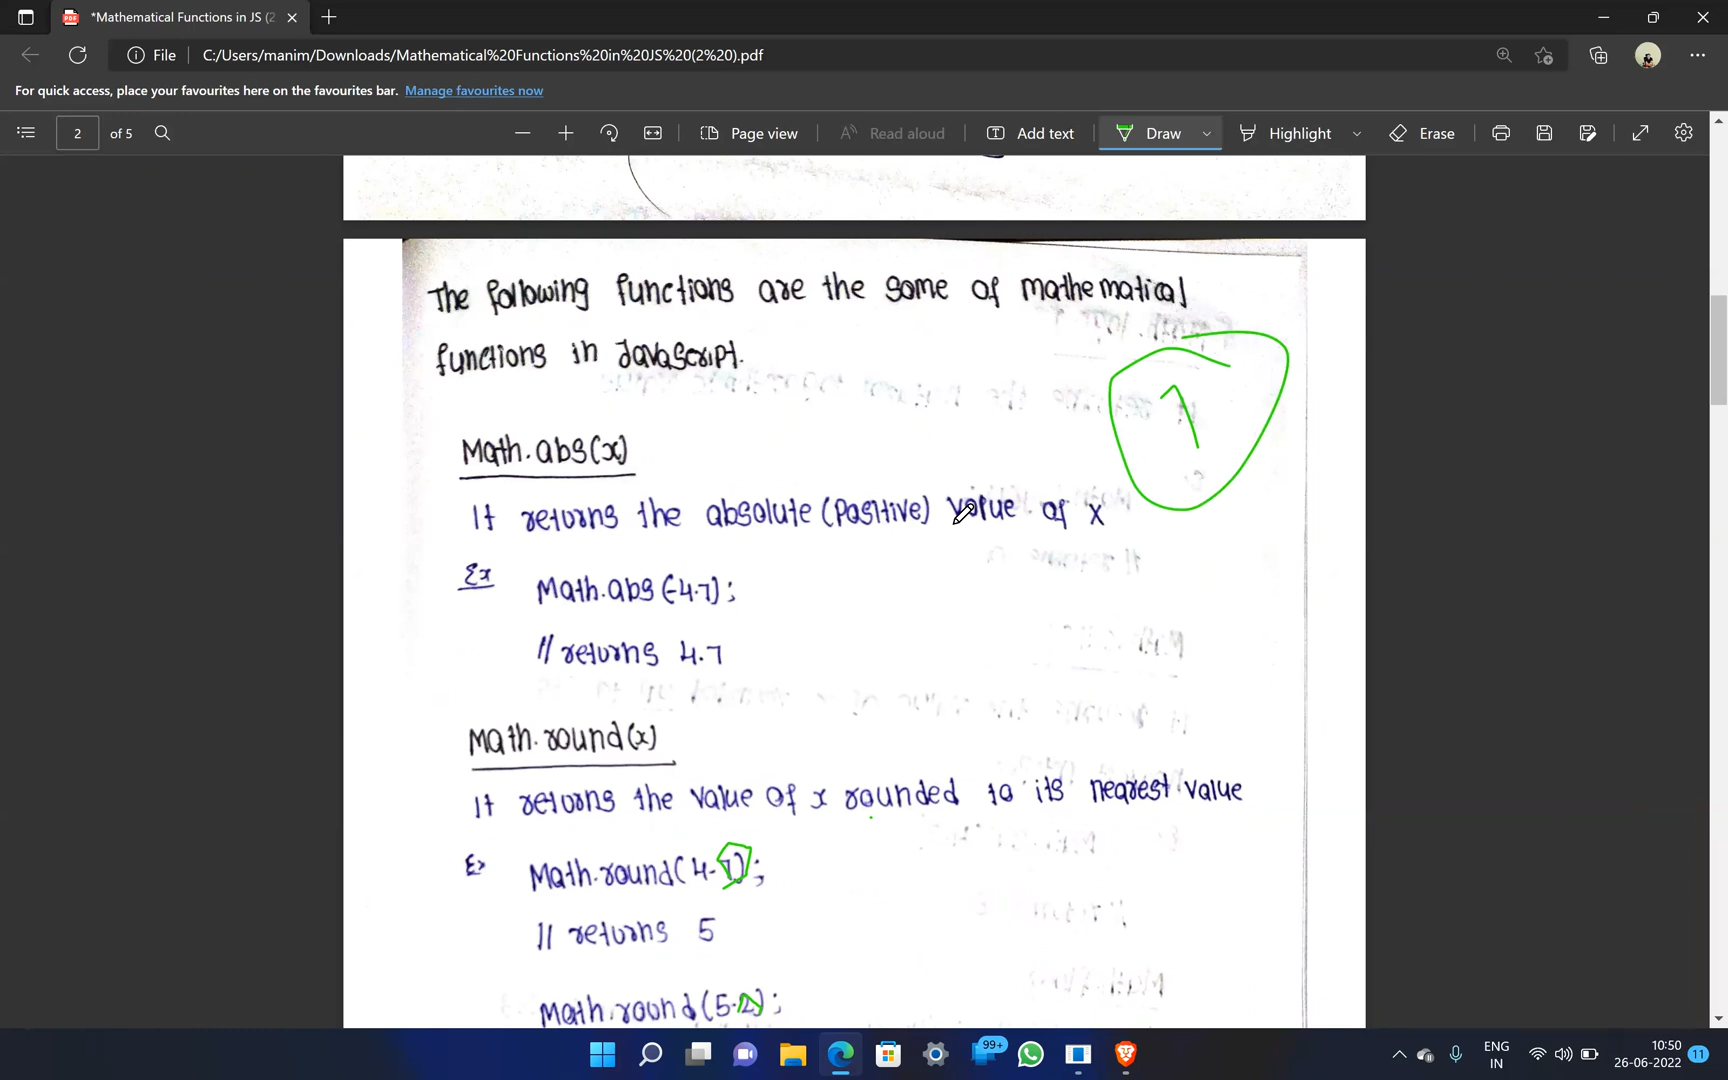 *Mathematical Functions in JS (2
File C:/Users/manim/Downloads/Mathematical%20Functions%20in%20JS%20(2%20).pdf
For quick access, place your favourites here on the favourites bar. Manage favourites now
2 of 5 Page view Read aloud Add text Draw Highlight Erase
The following functions are the some of mathematical
functions in JavaScript.
Math.abs(x)
It returns the absolute (Positive) value of x
Ex Math.abs(-4.7);
// returns 4.7
Math.round(x)
It returns the value of x rounded to its nearest value
Ex Math.round(4.7);
// returns 5
Math.round(5.2);
99+
ENG
IN
10:50
26-06-2022
11